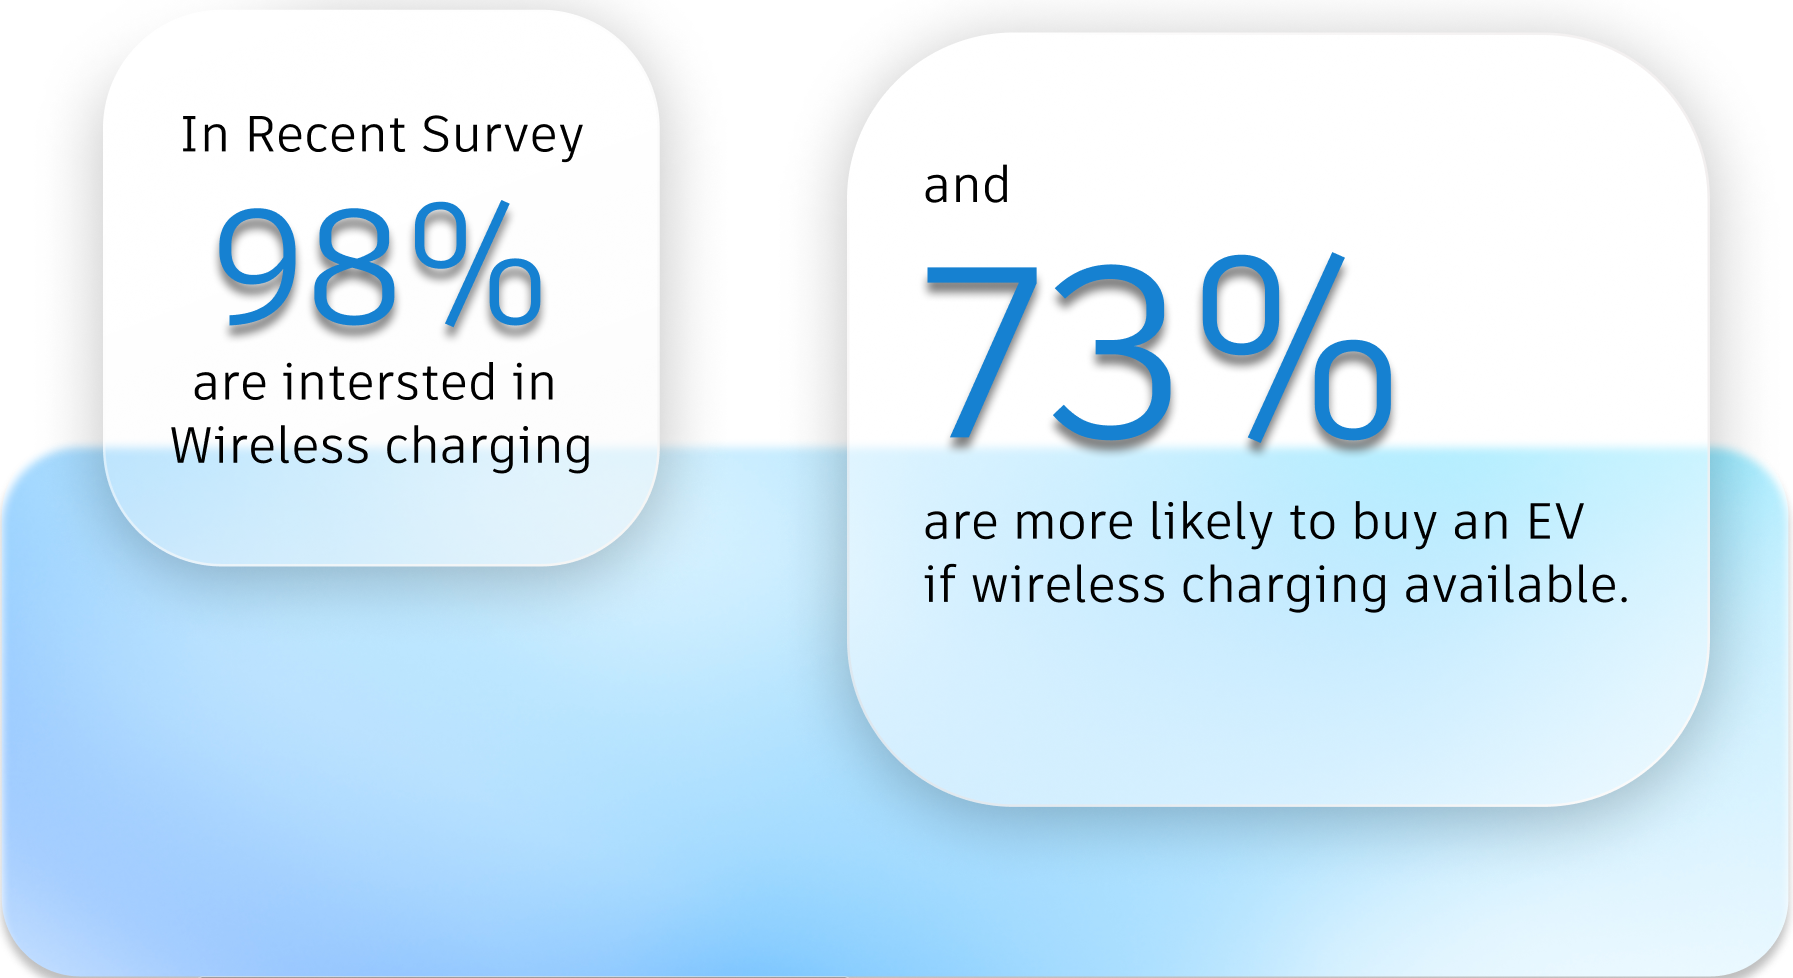 In Recent Survey
98%
are intersted in
Wireless charging
and
73%
are more likely to buy an EV
if wireless charging available.